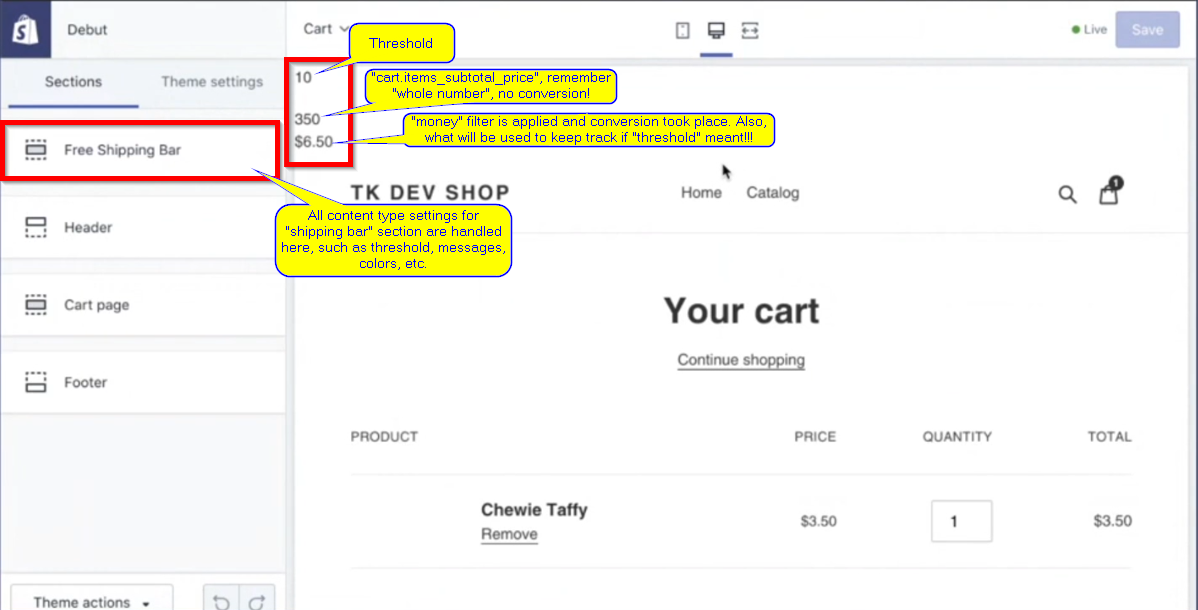 Debut
Cart
Live
Save
Threshold
Sections
Theme settings
10
"cart.items_subtotal_price", remember
"whole number", no conversion!
350
"money" filter is applied and conversion took place. Also,
what will be used to keep track if "threshold" meant!!!
$6.50
Free Shipping Bar
TK DEV SHOP
Home
Catalog
1
All content type settings for
"shipping bar" section are handled
here, such as threshold, messages,
colors, etc.
Header
Cart page
Your cart
Continue shopping
Footer
PRODUCT
PRICE
QUANTITY
TOTAL
Chewie Taffy
Remove
$3.50
1
$3.50
Theme actions